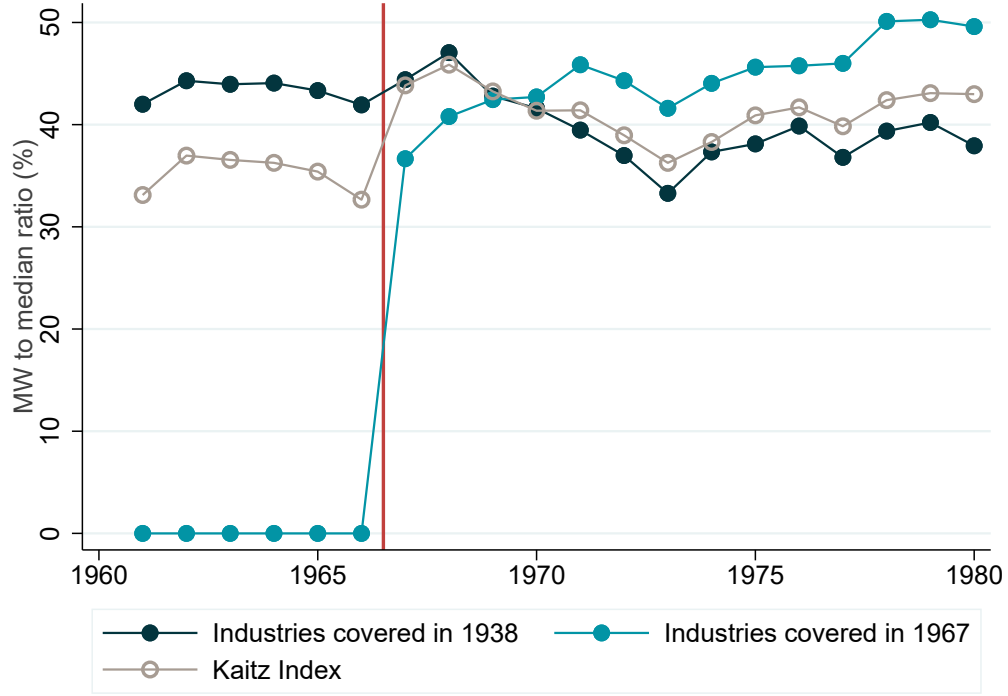 MW to median ratio (%)
50
40
30
20
10
0
1960 1965 1970 1975 1980
Industries covered in 1938 Industries covered in 1967
Kaitz Index